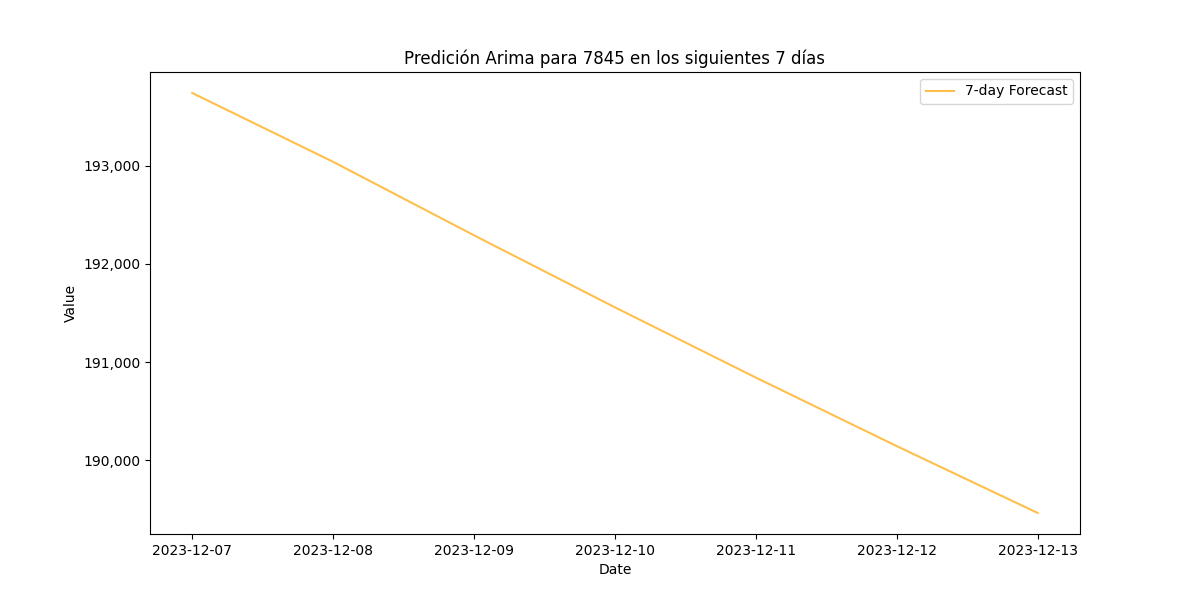 Predición Arima para 7845 en los siguientes 7 días
7-day Forecast
193,000
192,000
191,000
190,000
Value
2023-12-07 2023-12-08 2023-12-09 2023-12-10 2023-12-11 2023-12-12 2023-12-13
Date